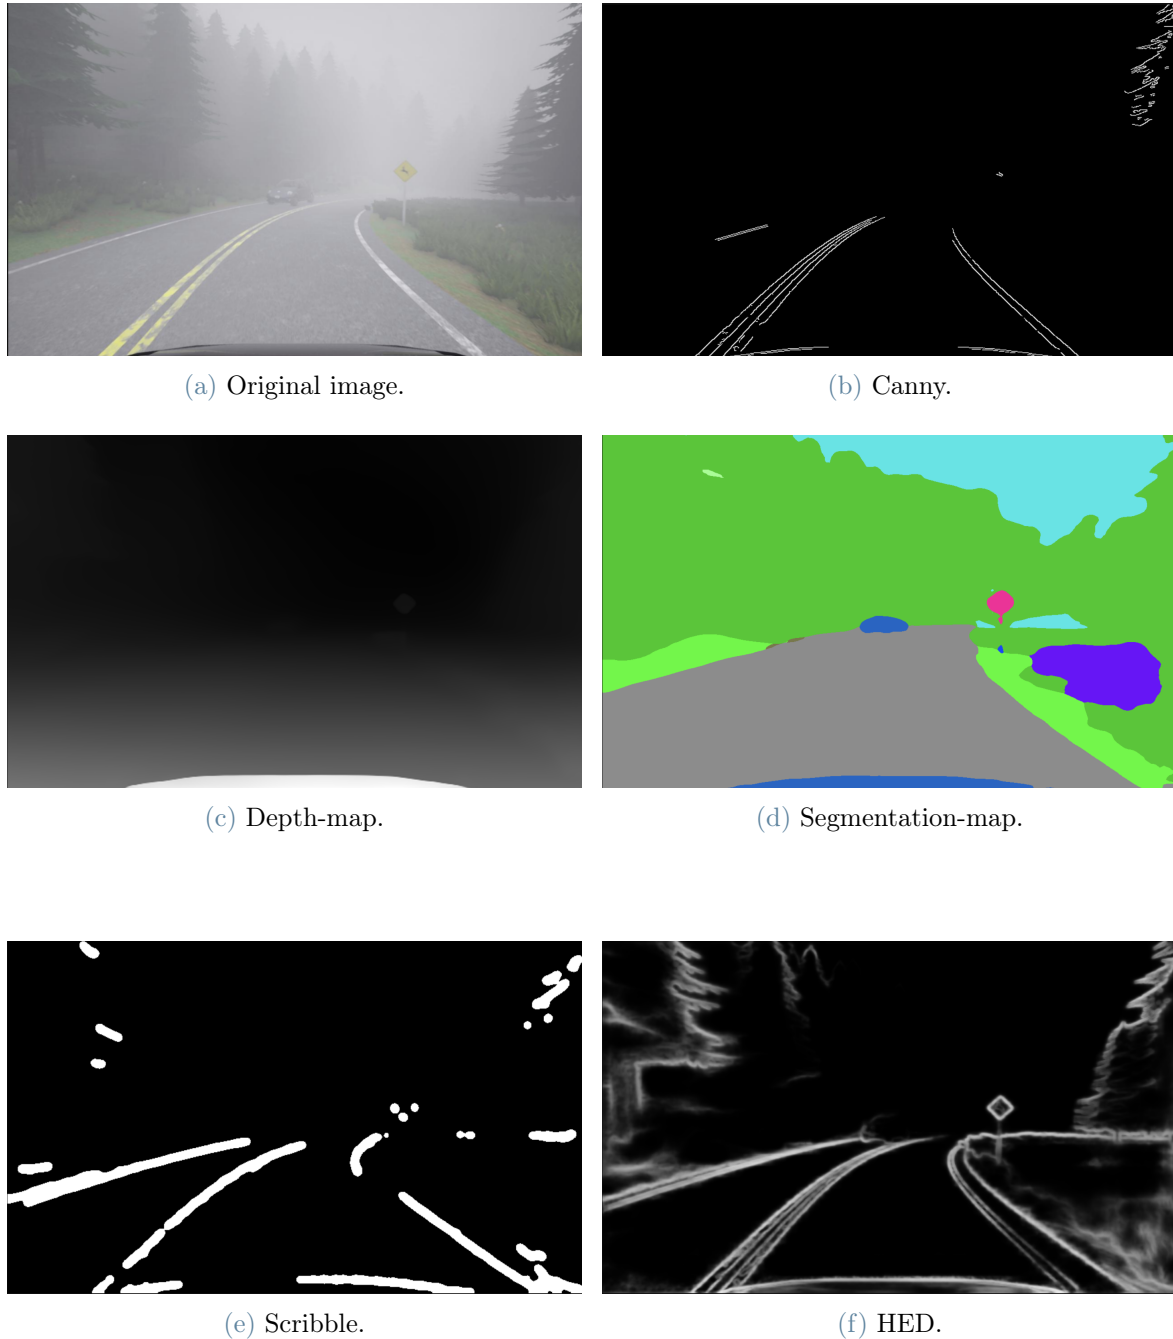 (a) Original image.
(b) Canny.
(c) Depth-map.
(d) Segmentation-map.
(e) Scribble.
(f) HED.